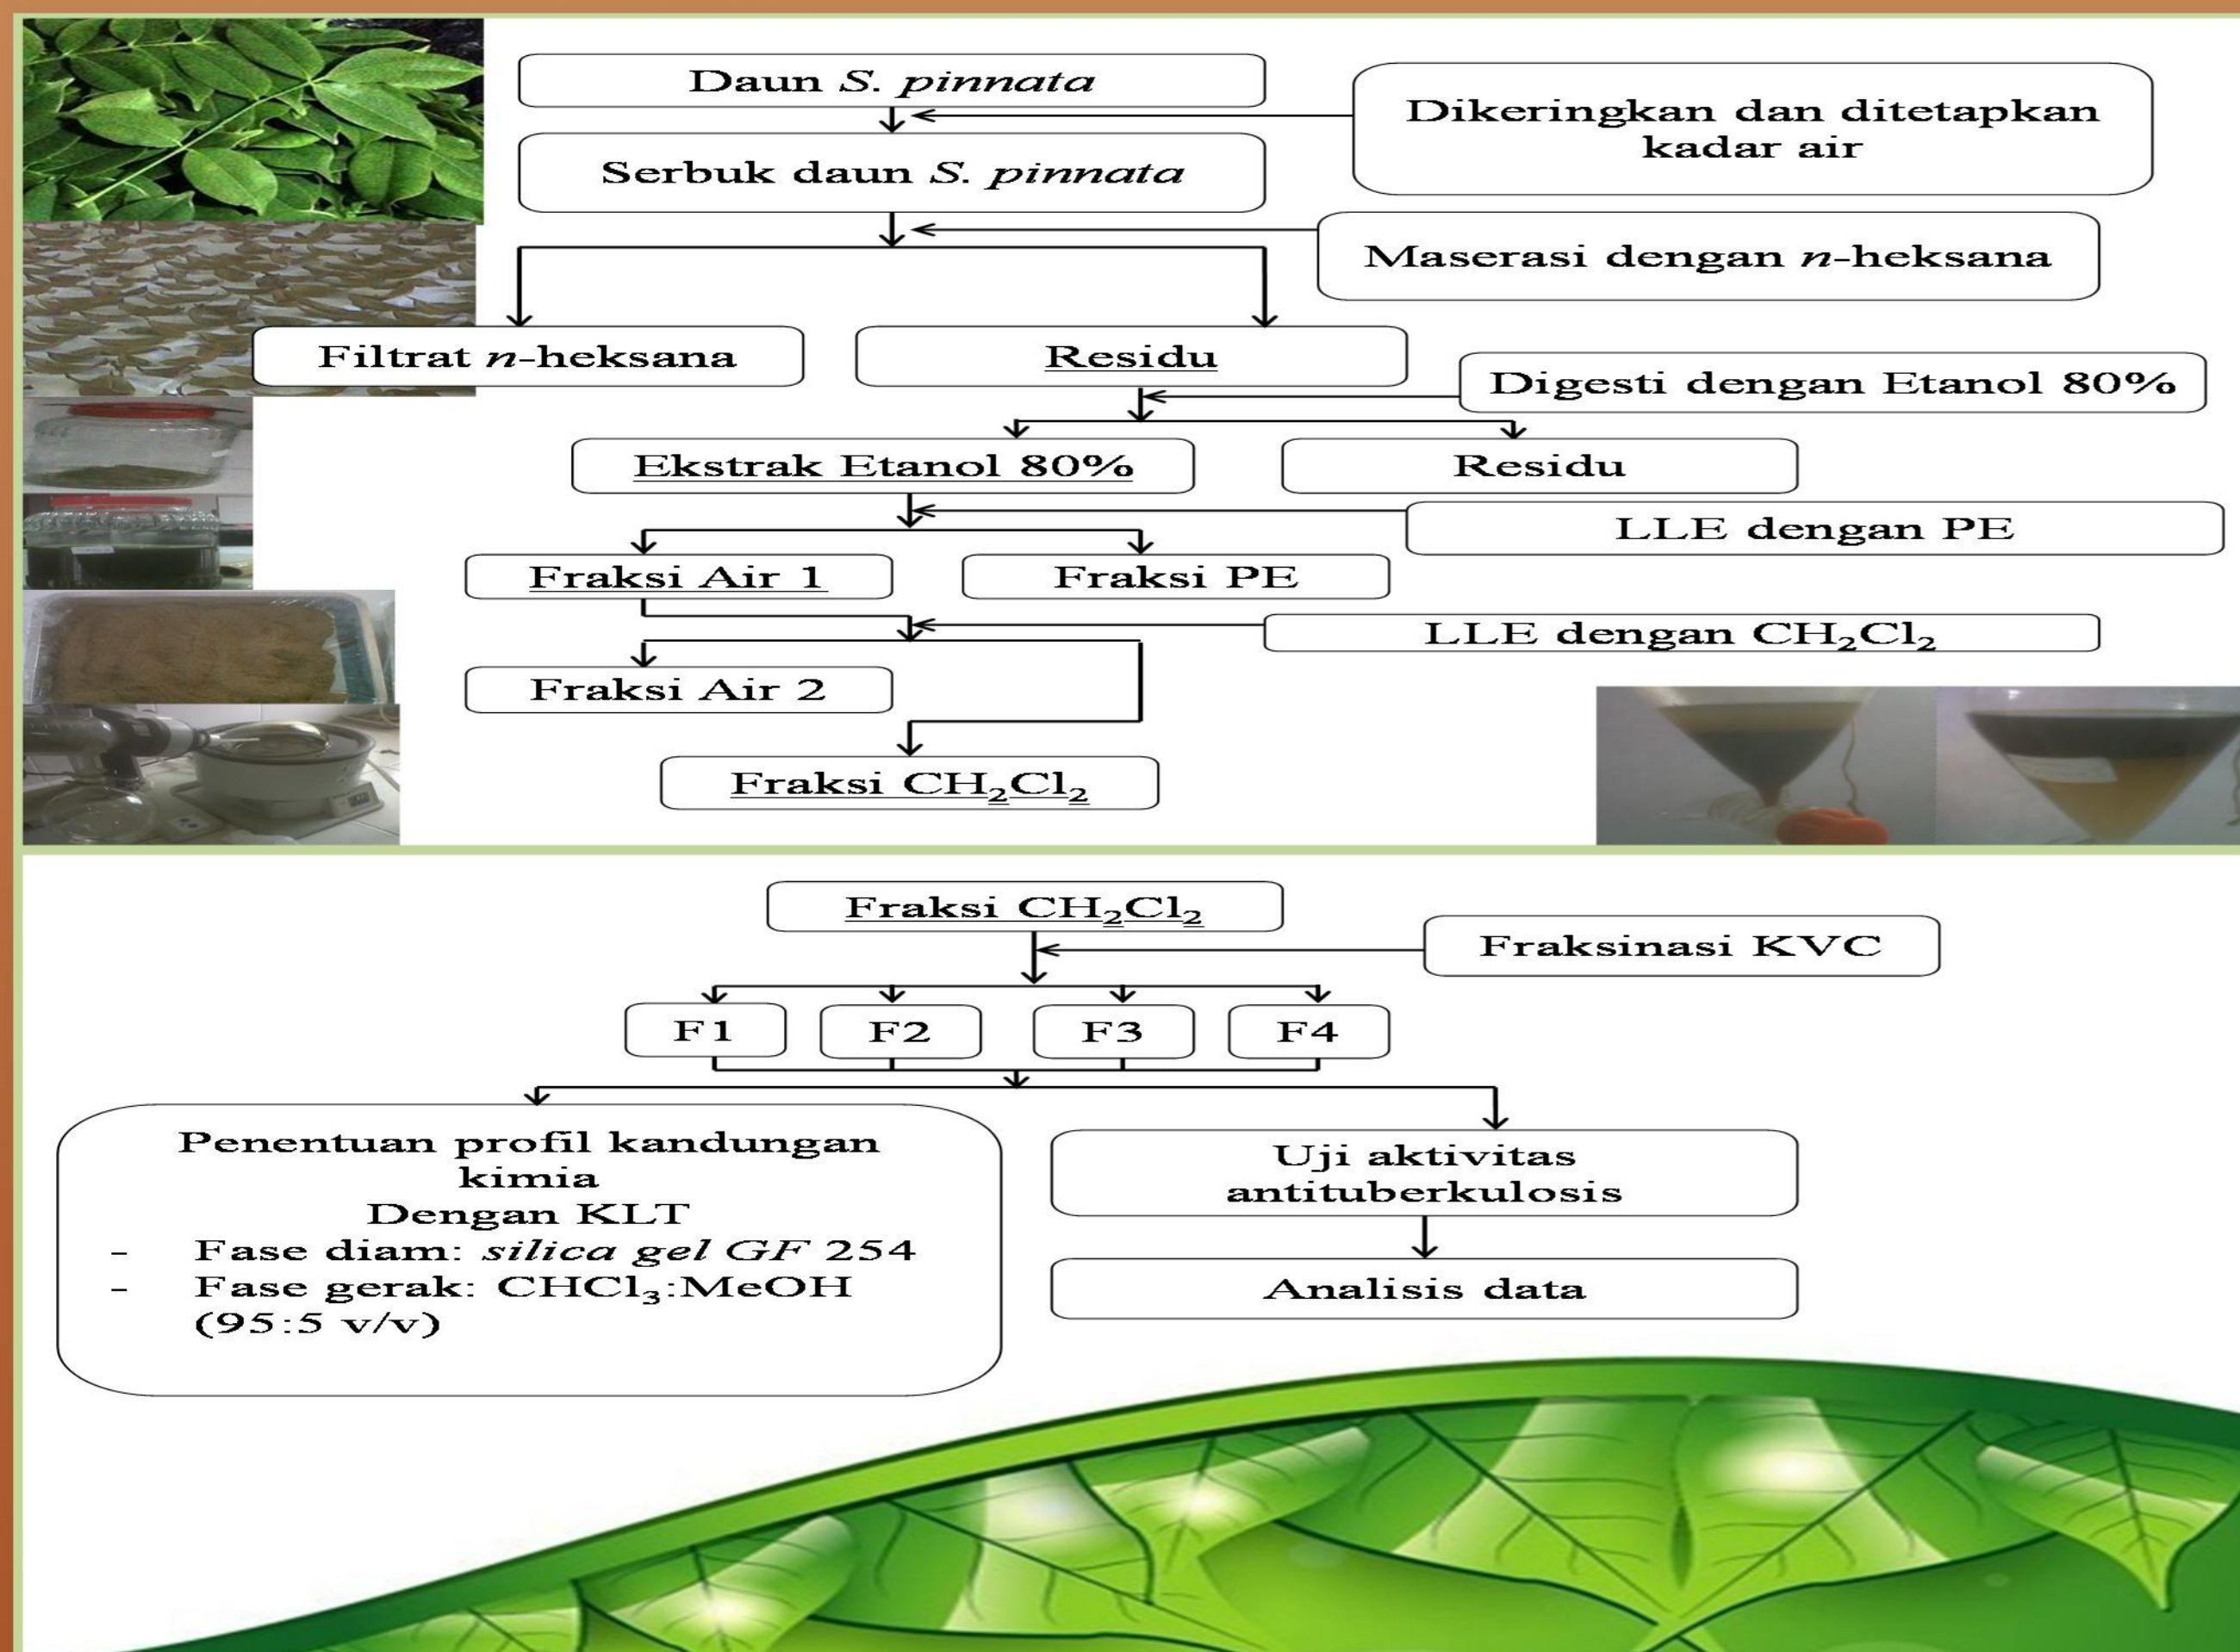 Daun S. pinnata
Dikeringkan dan ditetapkan
kadar air
Serbuk daun S. pinnata
Maserasi dengan n-heksana
Filtrat n-heksana
Residu
Digesti dengan Etanol 80%
Ekstrak Etanol 80%
Residu
LLE dengan PE
Fraksi Air 1
Fraksi PE
LLE dengan CH₂Cl₂
Fraksi Air 2
Fraksi CH₂Cl₂
Fraksi CH₂Cl₂
Fraksinasi KVC
F1
F2
F3
F4
Penentuan profil kandungan
kimia
Dengan KLT
- Fase diam: silica gel GF 254
- Fase gerak: CHCl₃:MeOH
(95:5 v/v)
Uji aktivitas
antituberkulosis
Analisis data